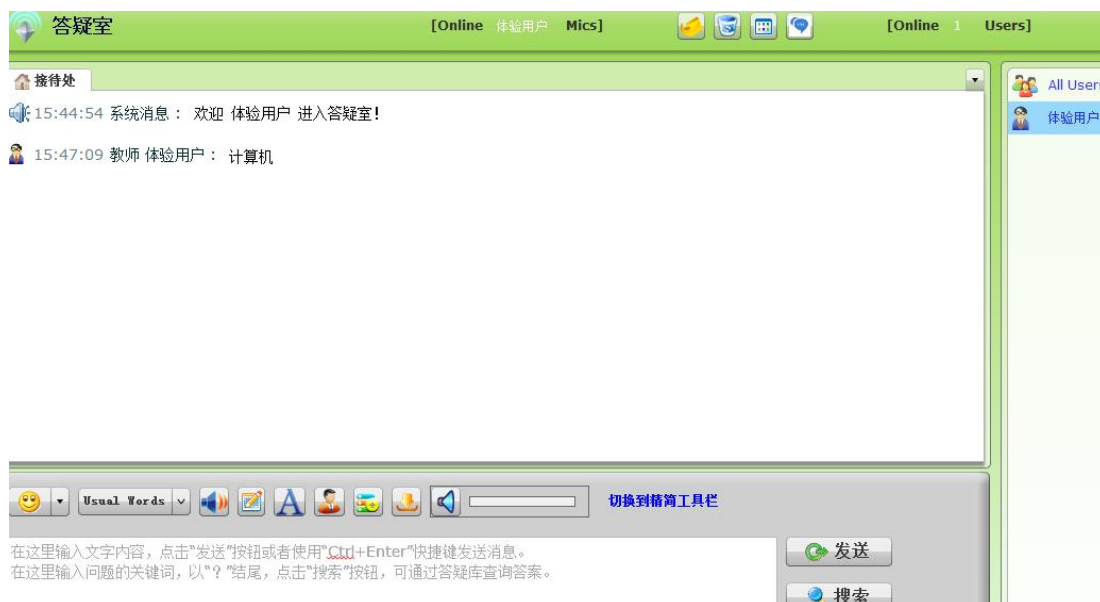 答疑室 [Online 体验用户 Mics] [Online 1 Users]
接待处
15:44:54 系统消息： 欢迎 体验用户 进入答疑室!
15:47:09 教师 体验用户： 计算机
All Users
体验用户
Usual Words 切换到精简工具栏
在这里输入文字内容，点击"发送"按钮或者使用"Ctrl+Enter"快捷键发送消息。
在这里输入问题的关键词，以"？"结尾，点击"搜索"按钮，可通过答疑库查询答案。
发送
搜索